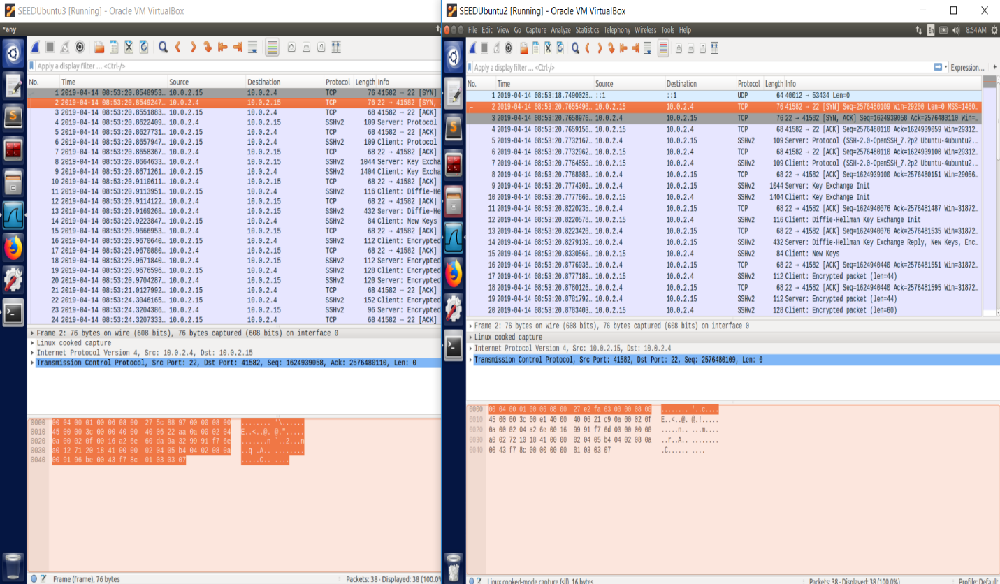 SEEDUbuntu3 [Running] - Oracle VM VirtualBox
*any
Apply a display filter ... <Ctrl-/>
No. Time Source Destination Protocol Length Info
1 2019-04-14 08:53:20.8548953… 10.0.2.15 10.0.2.4 TCP 76 41582 → 22 [SYN]
2 2019-04-14 08:53:20.8549247… 10.0.2.4 10.0.2.15 TCP 76 22 → 41582 [SYN,
3 2019-04-14 08:53:20.8551883… 10.0.2.15 10.0.2.4 TCP 68 41582 → 22 [ACK]
4 2019-04-14 08:53:20.8622409… 10.0.2.4 10.0.2.15 SSHv2 109 Server: Protocol
5 2019-04-14 08:53:20.8627731… 10.0.2.15 10.0.2.4 TCP 68 41582 → 22 [ACK]
6 2019-04-14 08:53:20.8657947… 10.0.2.15 10.0.2.4 SSHv2 109 Client: Protocol
7 2019-04-14 08:53:20.8658367… 10.0.2.4 10.0.2.15 TCP 68 22 → 41582 [ACK]
8 2019-04-14 08:53:20.8664633… 10.0.2.4 10.0.2.15 SSHv2 1044 Server: Key Excha
9 2019-04-14 08:53:20.8671261… 10.0.2.15 10.0.2.4 SSHv2 1404 Client: Key Excha
10 2019-04-14 08:53:20.9110611… 10.0.2.4 10.0.2.15 TCP 68 22 → 41582 [ACK]
11 2019-04-14 08:53:20.9113951… 10.0.2.15 10.0.2.4 SSHv2 116 Client: Diffie-He
12 2019-04-14 08:53:20.9114122… 10.0.2.4 10.0.2.15 TCP 68 22 → 41582 [ACK]
13 2019-04-14 08:53:20.9169268… 10.0.2.4 10.0.2.15 SSHv2 432 Server: Diffie-He
14 2019-04-14 08:53:20.9223847… 10.0.2.15 10.0.2.4 SSHv2 84 Client: New Keys
15 2019-04-14 08:53:20.9666953… 10.0.2.4 10.0.2.15 TCP 68 22 → 41582 [ACK]
16 2019-04-14 08:53:20.9670640… 10.0.2.15 10.0.2.4 SSHv2 112 Client: Encrypted
17 2019-04-14 08:53:20.9670880… 10.0.2.4 10.0.2.15 TCP 68 22 → 41582 [ACK]
18 2019-04-14 08:53:20.9671840… 10.0.2.4 10.0.2.15 SSHv2 112 Server: Encrypted
19 2019-04-14 08:53:20.9676596… 10.0.2.15 10.0.2.4 SSHv2 128 Client: Encrypted
20 2019-04-14 08:53:20.9704287… 10.0.2.4 10.0.2.15 SSHv2 120 Server: Encrypted
21 2019-04-14 08:53:21.0127992… 10.0.2.15 10.0.2.4 TCP 68 41582 → 22 [ACK]
22 2019-04-14 08:53:24.3046165… 10.0.2.15 10.0.2.4 SSHv2 152 Client: Encrypted
23 2019-04-14 08:53:24.3204386… 10.0.2.4 10.0.2.15 SSHv2 96 Server: Encrypted
24 2019-04-14 08:53:24.3207333… 10.0.2.15 10.0.2.4 TCP 68 41582 → 22 [ACK]
Frame 2: 76 bytes on wire (608 bits), 76 bytes captured (608 bits) on interface 0
Linux cooked capture
Internet Protocol Version 4, Src: 10.0.2.4, Dst: 10.0.2.15
Transmission Control Protocol, Src Port: 22, Dst Port: 41582, Seq: 1624939058, Ack: 2576480110, Len: 0
0000 00 04 00 01 00 06 08 00 27 5c 88 97 00 00 08 00 ........ '\......
0010 45 00 00 3c 00 00 40 00 40 06 22 aa 0a 00 02 04 E..<..@. @.".....
0020 0a 00 02 0f 00 16 a2 6e 60 da 9a 32 99 91 f7 6e .......n `..2...n
0030 a0 12 71 20 18 41 00 00 02 04 05 b4 04 02 08 0a ..q .A.. ........
0040 00 91 96 be 00 43 f7 8c 01 03 03 07 .....C.. ....
Frame (frame), 76 bytes
Packets: 38 · Displayed: 38 (100.0%
SEEDUbuntu2 [Running] - Oracle VM VirtualBox
File Edit View Go Capture Analyze Statistics Telephony Wireless Tools Help
En 8:54 AM
Apply a display filter ... <Ctrl-/> Expression... +
No. Time Source Destination Protocol Length Info
1 2019-04-14 08:53:18.7490028… ::1 ::1 UDP 64 40012 → 53434 Len=0
2 2019-04-14 08:53:20.7655490… 10.0.2.15 10.0.2.4 TCP 76 41582 → 22 [SYN] Seq=2576480109 Win=29200 Len=0 MSS=1460…
3 2019-04-14 08:53:20.7658976… 10.0.2.4 10.0.2.15 TCP 76 22 → 41582 [SYN, ACK] Seq=1624939058 Ack=2576480110 Win=…
4 2019-04-14 08:53:20.7659156… 10.0.2.15 10.0.2.4 TCP 68 41582 → 22 [ACK] Seq=2576480110 Ack=1624939059 Win=29312…
5 2019-04-14 08:53:20.7732167… 10.0.2.4 10.0.2.15 SSHv2 109 Server: Protocol (SSH-2.0-OpenSSH_7.2p2 Ubuntu-4ubuntu2.…
6 2019-04-14 08:53:20.7732962… 10.0.2.15 10.0.2.4 TCP 68 41582 → 22 [ACK] Seq=2576480110 Ack=1624939100 Win=29312…
7 2019-04-14 08:53:20.7764850… 10.0.2.15 10.0.2.4 SSHv2 109 Client: Protocol (SSH-2.0-OpenSSH_7.2p2 Ubuntu-4ubuntu2.…
8 2019-04-14 08:53:20.7768083… 10.0.2.4 10.0.2.15 TCP 68 22 → 41582 [ACK] Seq=1624939100 Ack=2576480151 Win=29056…
9 2019-04-14 08:53:20.7774303… 10.0.2.4 10.0.2.15 SSHv2 1044 Server: Key Exchange Init
10 2019-04-14 08:53:20.7777860… 10.0.2.15 10.0.2.4 SSHv2 1404 Client: Key Exchange Init
11 2019-04-14 08:53:20.8220235… 10.0.2.4 10.0.2.15 TCP 68 22 → 41582 [ACK] Seq=1624940076 Ack=2576481487 Win=31872…
12 2019-04-14 08:53:20.8220578… 10.0.2.15 10.0.2.4 SSHv2 116 Client: Diffie-Hellman Key Exchange Init
13 2019-04-14 08:53:20.8223420… 10.0.2.4 10.0.2.15 TCP 68 22 → 41582 [ACK] Seq=1624940076 Ack=2576481535 Win=31872…
14 2019-04-14 08:53:20.8279139… 10.0.2.4 10.0.2.15 SSHv2 432 Server: Diffie-Hellman Key Exchange Reply, New Keys, Enc…
15 2019-04-14 08:53:20.8330566… 10.0.2.15 10.0.2.4 SSHv2 84 Client: New Keys
16 2019-04-14 08:53:20.8776938… 10.0.2.4 10.0.2.15 TCP 68 22 → 41582 [ACK] Seq=1624940440 Ack=2576481551 Win=31872…
17 2019-04-14 08:53:20.8777189… 10.0.2.15 10.0.2.4 SSHv2 112 Client: Encrypted packet (len=44)
18 2019-04-14 08:53:20.8780126… 10.0.2.4 10.0.2.15 TCP 68 22 → 41582 [ACK] Seq=1624940440 Ack=2576481595 Win=31872…
19 2019-04-14 08:53:20.8781792… 10.0.2.4 10.0.2.15 SSHv2 112 Server: Encrypted packet (len=44)
20 2019-04-14 08:53:20.8783403… 10.0.2.15 10.0.2.4 SSHv2 128 Client: Encrypted packet (len=60)
Frame 2: 76 bytes on wire (608 bits), 76 bytes captured (608 bits) on interface 0
Linux cooked capture
Internet Protocol Version 4, Src: 10.0.2.15, Dst: 10.0.2.4
Transmission Control Protocol, Src Port: 41582, Dst Port: 22, Seq: 2576480109, Len: 0
0000 00 04 00 01 00 06 08 00 27 e2 fa 63 00 00 08 00 ........ '..c....
0010 45 00 00 3c 00 e1 40 00 40 06 21 c9 0a 00 02 0f E..<..@. @.!.....
0020 0a 00 02 04 a2 6e 00 16 99 91 f7 6d 00 00 00 00 .....n.. ...m....
0030 a0 02 72 10 18 41 00 00 02 04 05 b4 04 02 08 0a ..r..A.. ........
0040 00 43 f7 8c 00 00 00 00 01 03 03 07 .C...... ....
Linux cooked-mode capture (sll), 16 bytes
Packets: 38 · Displayed: 38 (100.0%)
Profile: Default